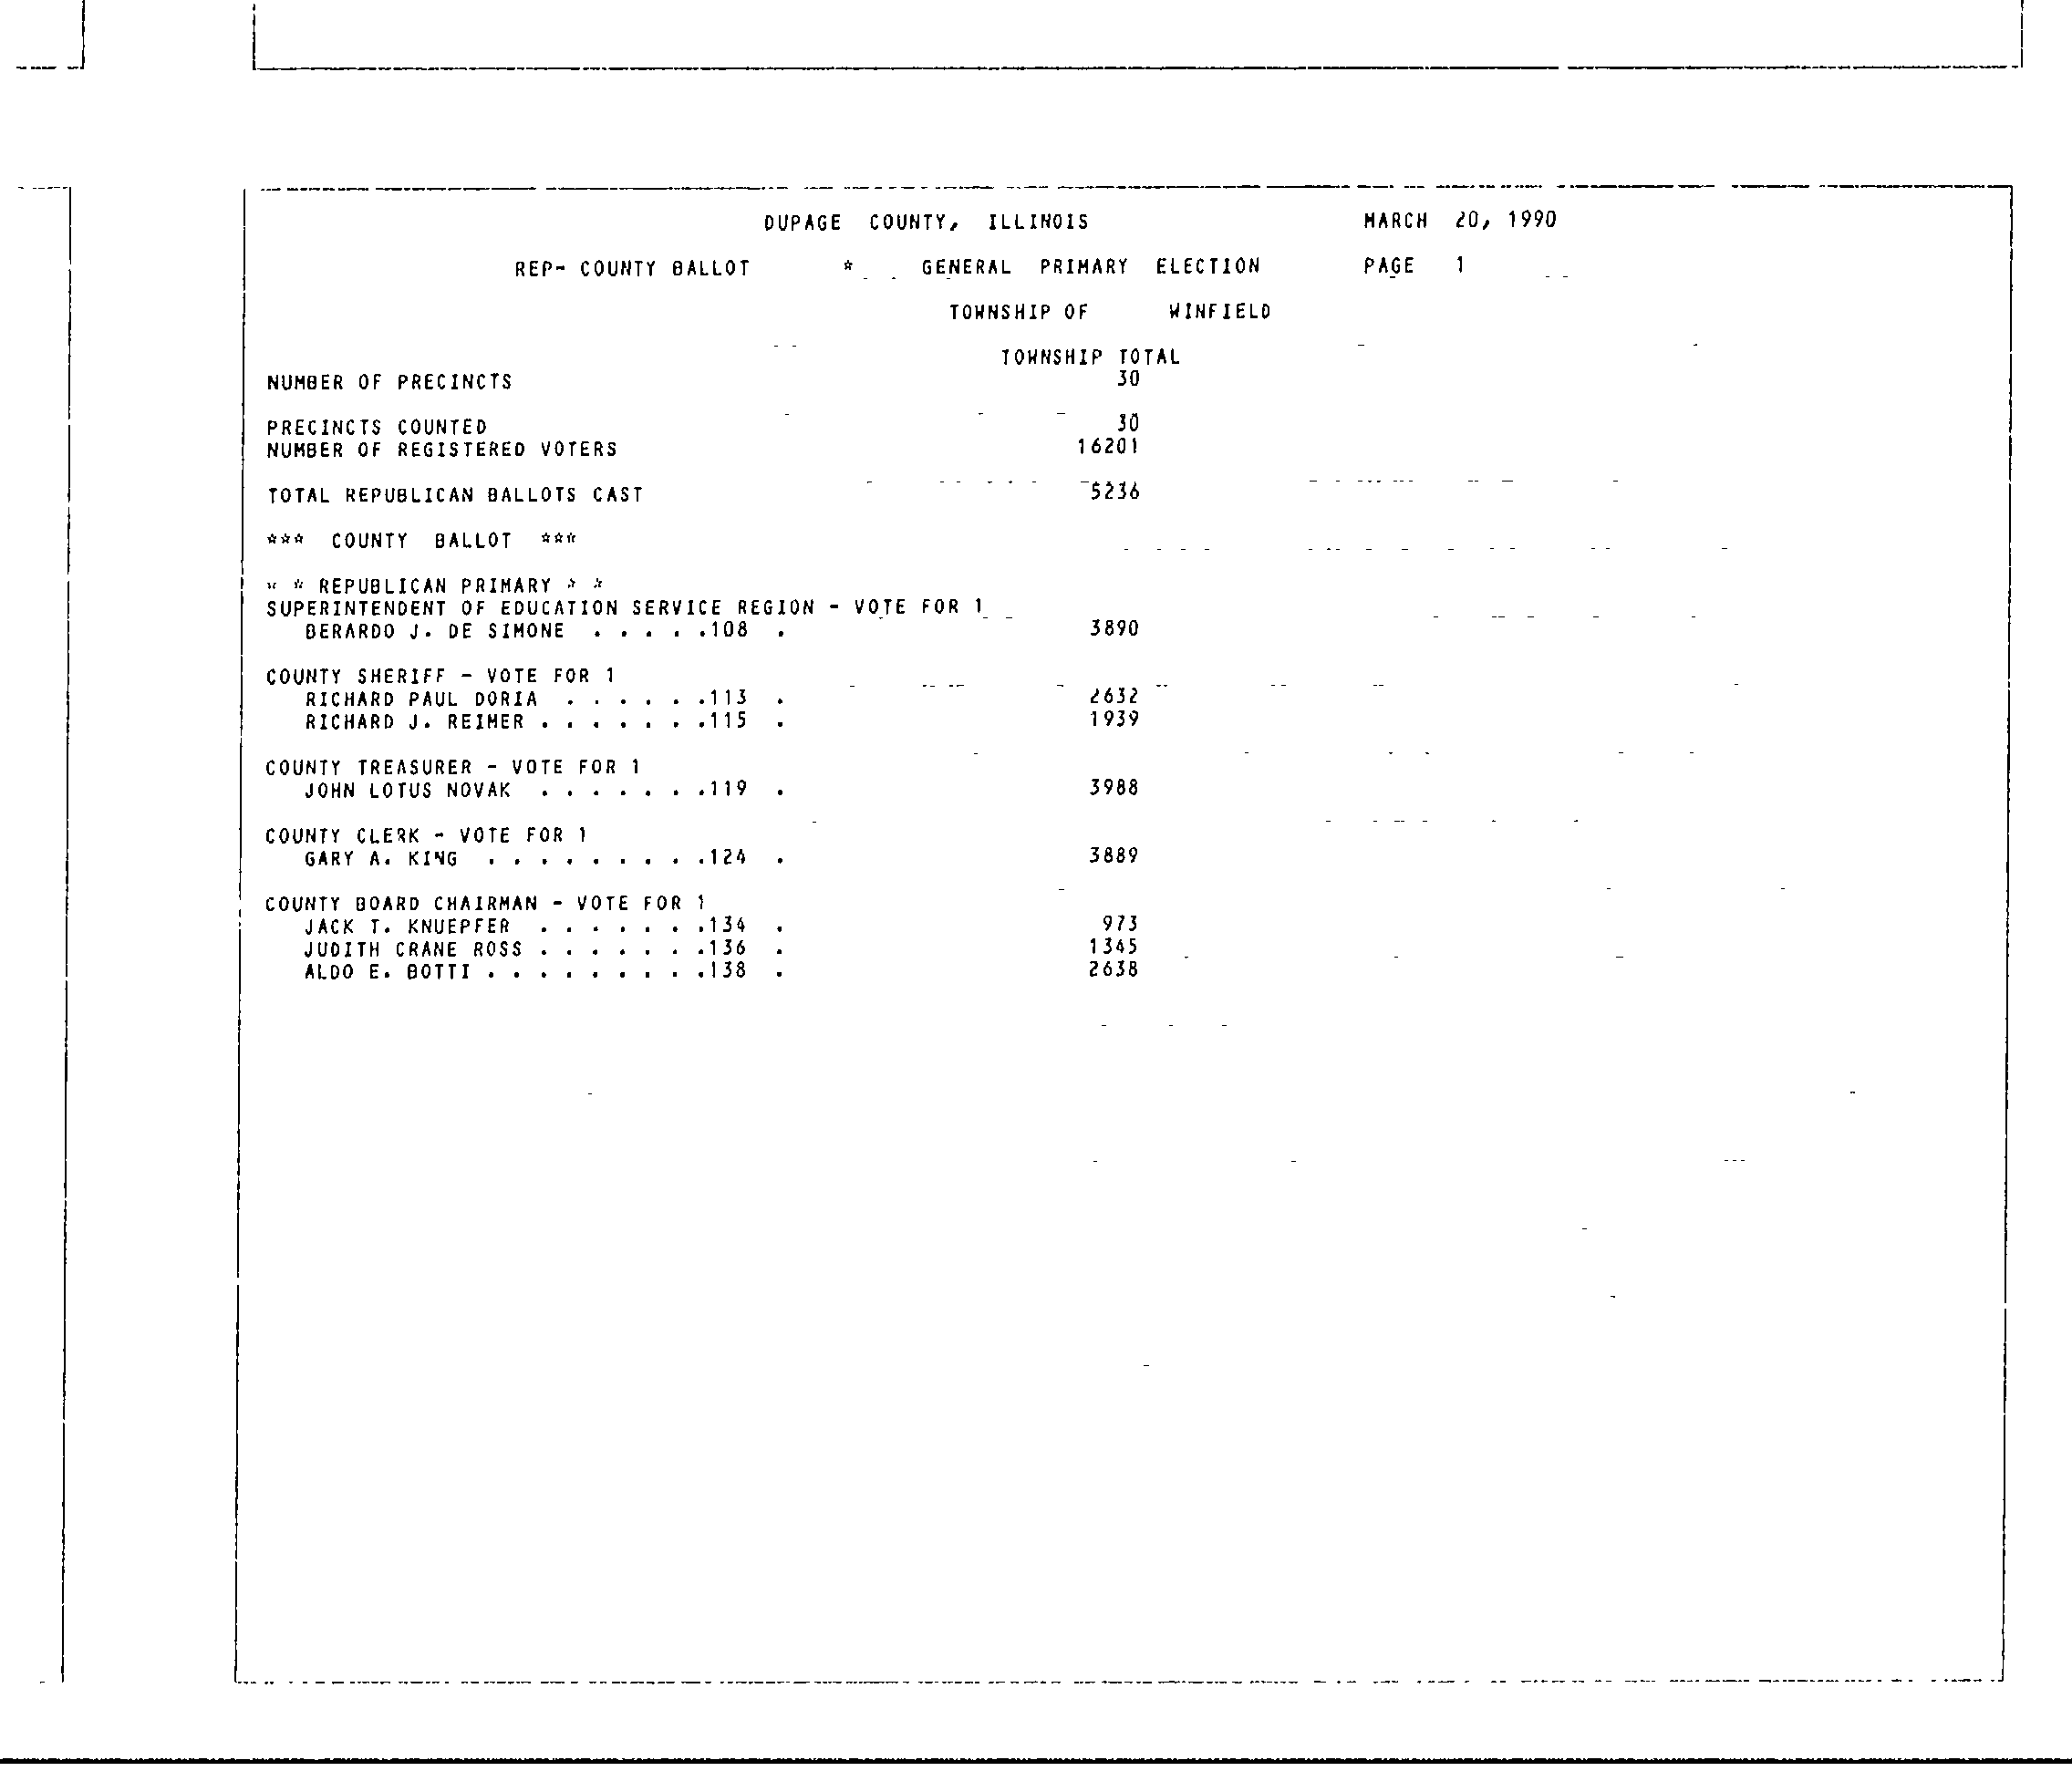 DUPAGE COUNTY, ILLINOIS MARCH 20, 1990
REP- COUNTY BALLOT * GENERAL PRIMARY ELECTION PAGE 1
TOWNSHIP OF WINFIELD
TOWNSHIP TOTAL
NUMBER OF PRECINCTS 30
PRECINCTS COUNTED 30
NUMBER OF REGISTERED VOTERS 16201
TOTAL REPUBLICAN BALLOTS CAST 5236
*** COUNTY BALLOT ***
* * REPUBLICAN PRIMARY * *
SUPERINTENDENT OF EDUCATION SERVICE REGION - VOTE FOR 1
BERARDO J. DE SIMONE . . . . .108 . 3890
COUNTY SHERIFF - VOTE FOR 1
RICHARD PAUL DORIA . . . . . .113 . 2632
RICHARD J. REIMER . . . . . . .115 . 1939
COUNTY TREASURER - VOTE FOR 1
JOHN LOTUS NOVAK . . . . . . .119 . 3988
COUNTY CLERK - VOTE FOR 1
GARY A. KING . . . . . . . . .124 . 3889
COUNTY BOARD CHAIRMAN - VOTE FOR 1
JACK T. KNUEPFER . . . . . . .134 . 973
JUDITH CRANE ROSS . . . . . . .136 . 1345
ALDO E. BOTTI . . . . . . . . .138 . 2638